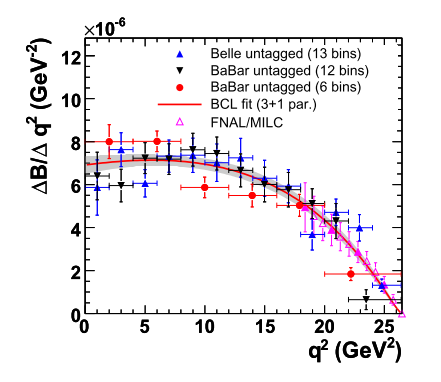 ×10⁻⁶
ΔB/Δ q² (GeV⁻²)
12
10
8
6
4
2
0
Belle untagged (13 bins)
BaBar untagged (12 bins)
BaBar untagged (6 bins)
BCL fit (3+1 par.)
FNAL/MILC
0 5 10 15 20 25
q² (GeV²)